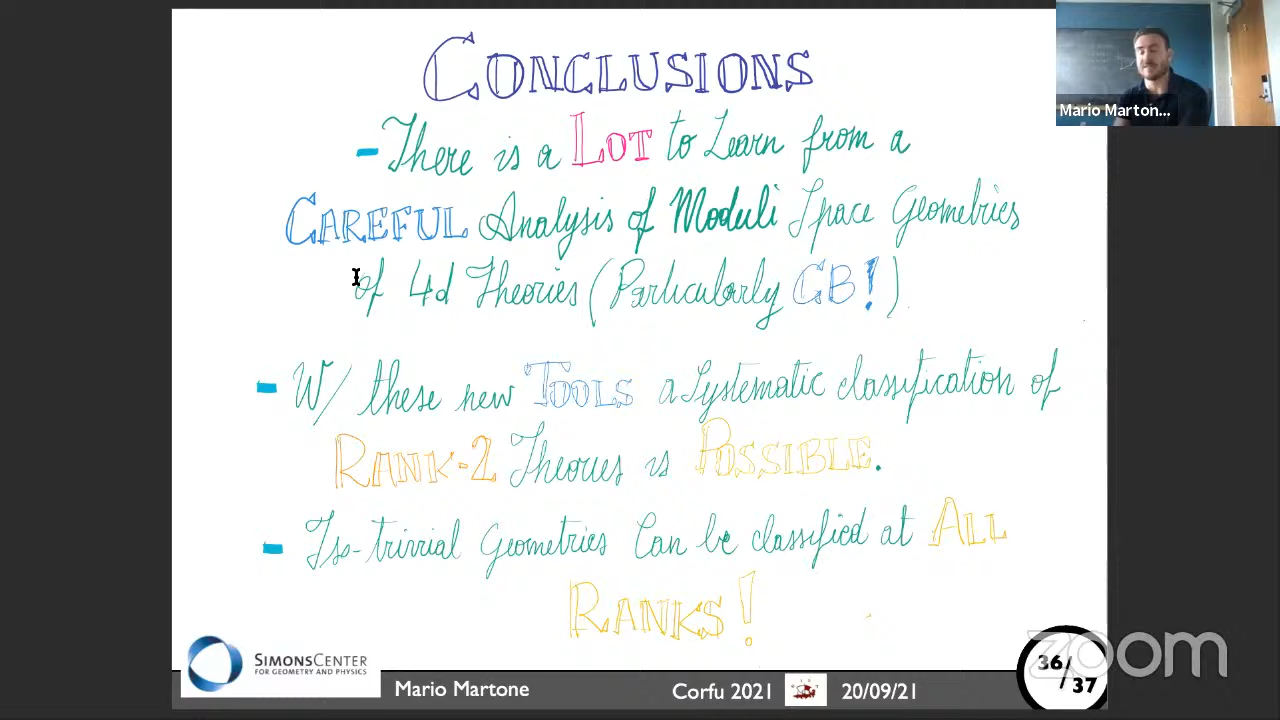 CONCLUSIONS
- There is a LOT to Learn from a
CAREFUL Analysis of Moduli Space Geometries
of 4d Theories (Particularly CB!)
- W/ these new TOOLS a Systematic classification of
RANK-2 Theories is POSSIBLE.
- Iso-trivial Geometries Can be classified at ALL
RANKS!
Mario Marton...
SIMONS CENTER
FOR GEOMETRY AND PHYSICS
Mario Martone
Corfu 2021
20/09/21
36/
/37
zoom